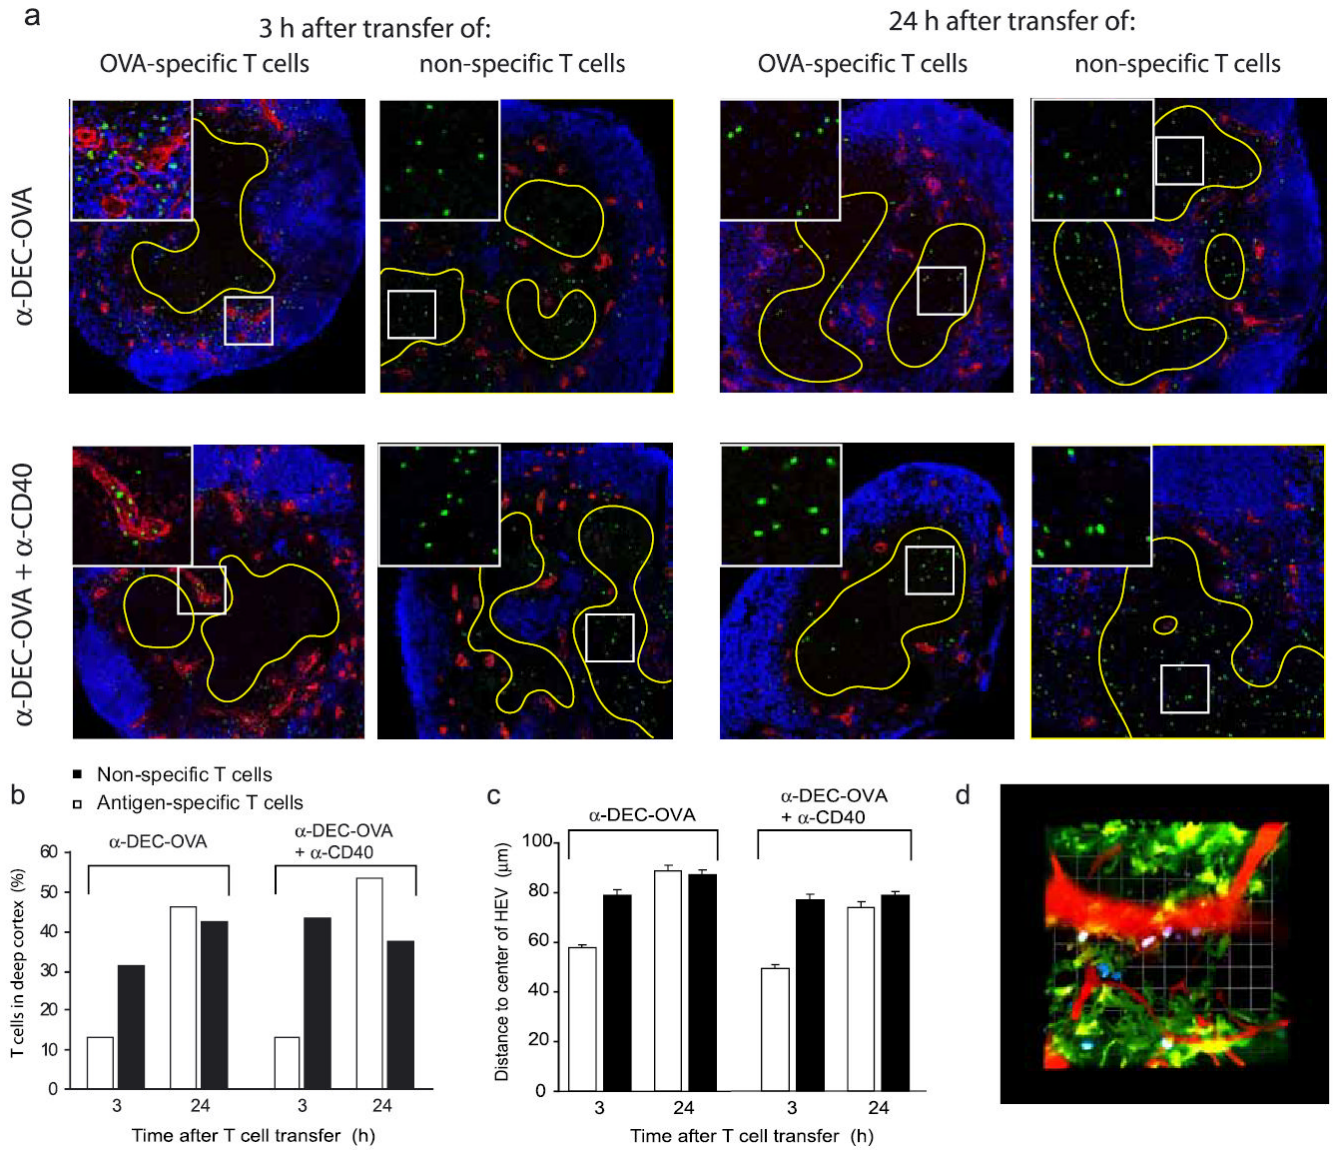 a
3 h after transfer of:
24 h after transfer of:
OVA-specific T cells
non-specific T cells
OVA-specific T cells
non-specific T cells
α-DEC-OVA
α-DEC-OVA + α-CD40
b
■ Non-specific T cells
□ Antigen-specific T cells
α-DEC-OVA
α-DEC-OVA
+ α-CD40
T cells in deep cortex (%)
60
50
40
30
20
10
0
3
24
3
24
Time after T cell transfer (h)
c
α-DEC-OVA
α-DEC-OVA
+ α-CD40
Distance to center of HEV (μm)
100
80
60
40
20
0
3
24
3
24
Time after T cell transfer (h)
d